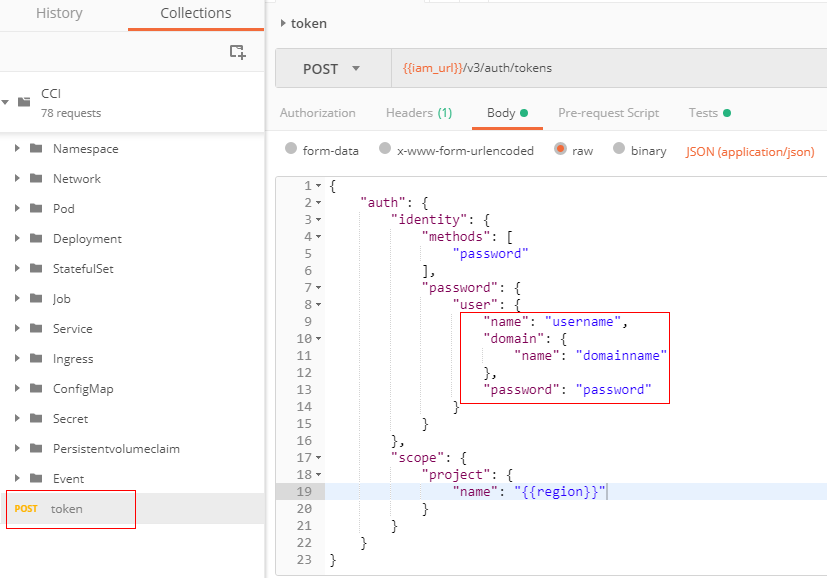 History Collections
CCI
78 requests
Namespace
Network
Pod
Deployment
StatefulSet
Job
Service
Ingress
ConfigMap
Secret
Persistentvolumeclaim
Event
POST token
token
POST {{iam_url}}/v3/auth/tokens
Authorization Headers (1) Body Pre-request Script Tests
form-data x-www-form-urlencoded raw binary JSON (application/json)
1 {
2 "auth": {
3 "identity": {
4 "methods": [
5 "password"
6 ],
7 "password": {
8 "user": {
9 "name": "username",
10 "domain": {
11 "name": "domainname"
12 },
13 "password": "password"
14 }
15 }
16 },
17 "scope": {
18 "project": {
19 "name": "{{region}}"
20 }
21 }
22 }
23 }